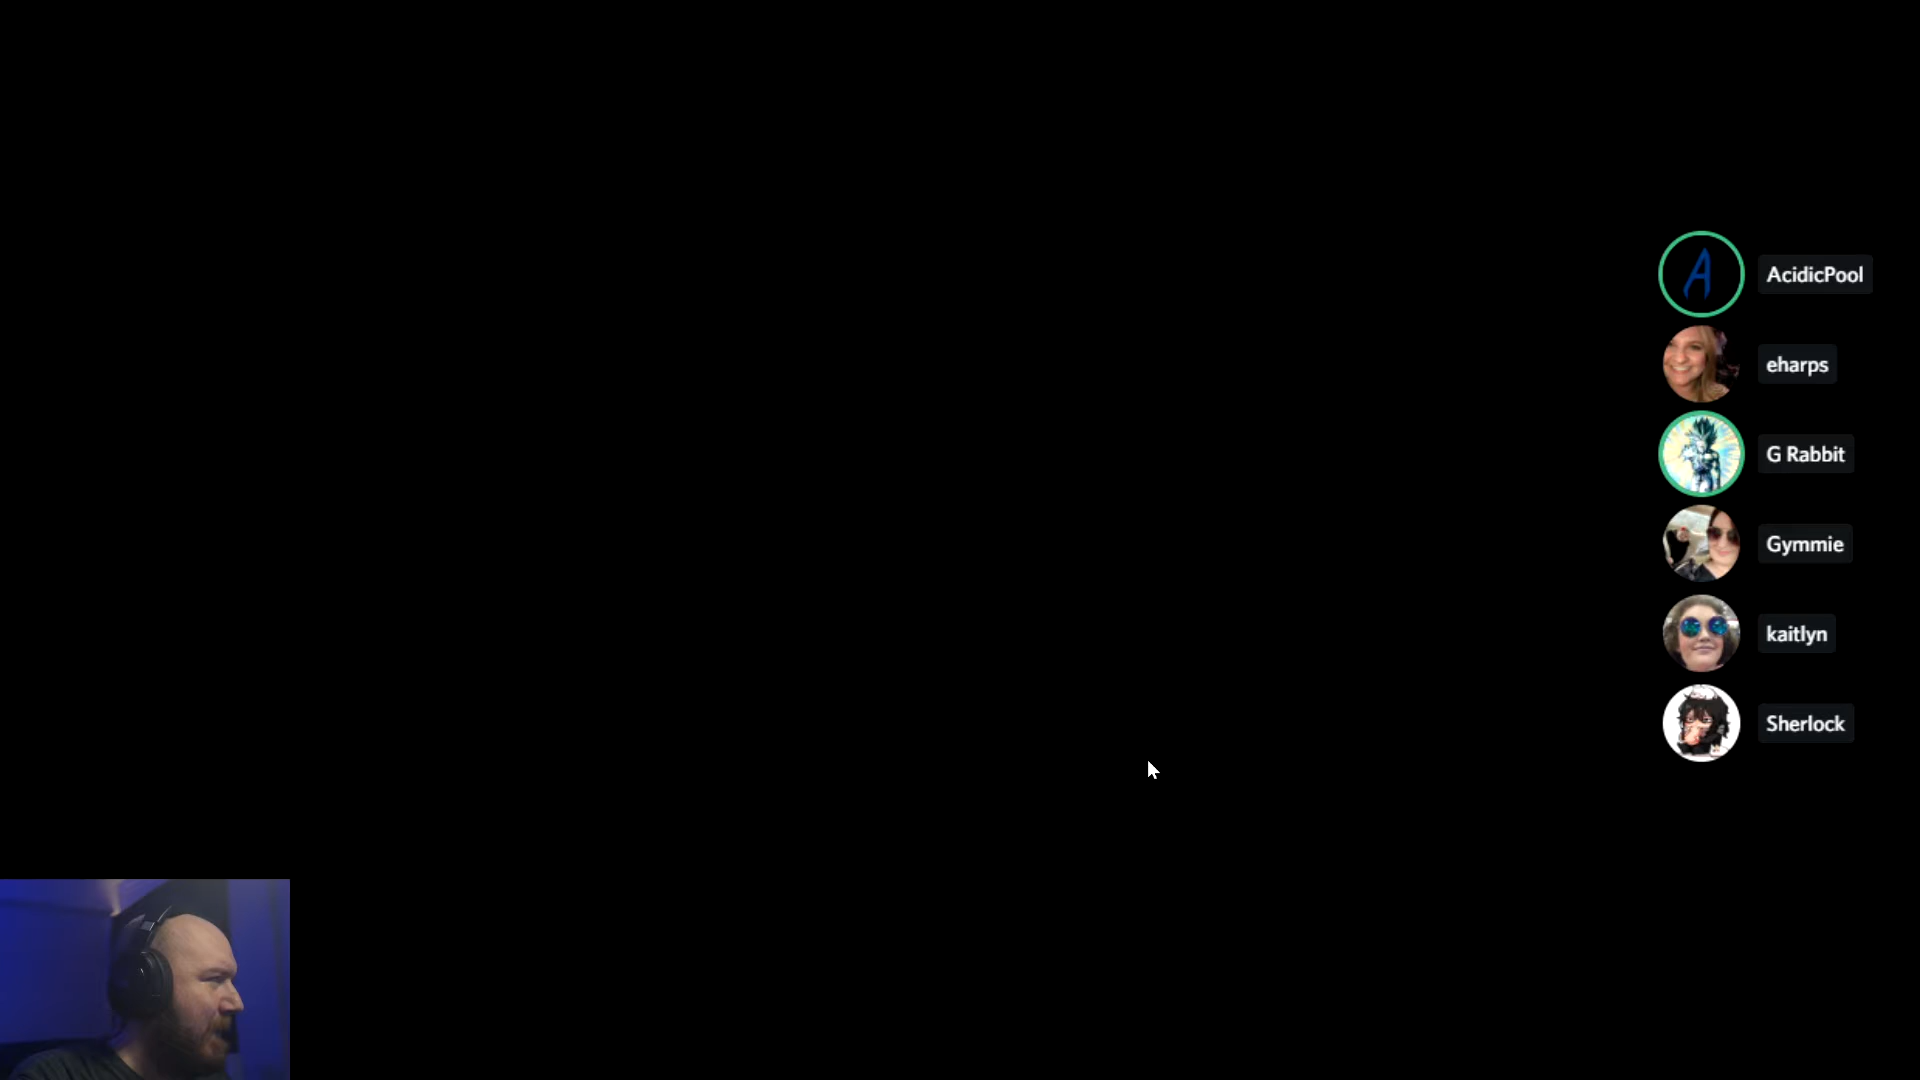 A
AcidicPool
eharps
G Rabbit
Gymmie
kaitlyn
Sherlock